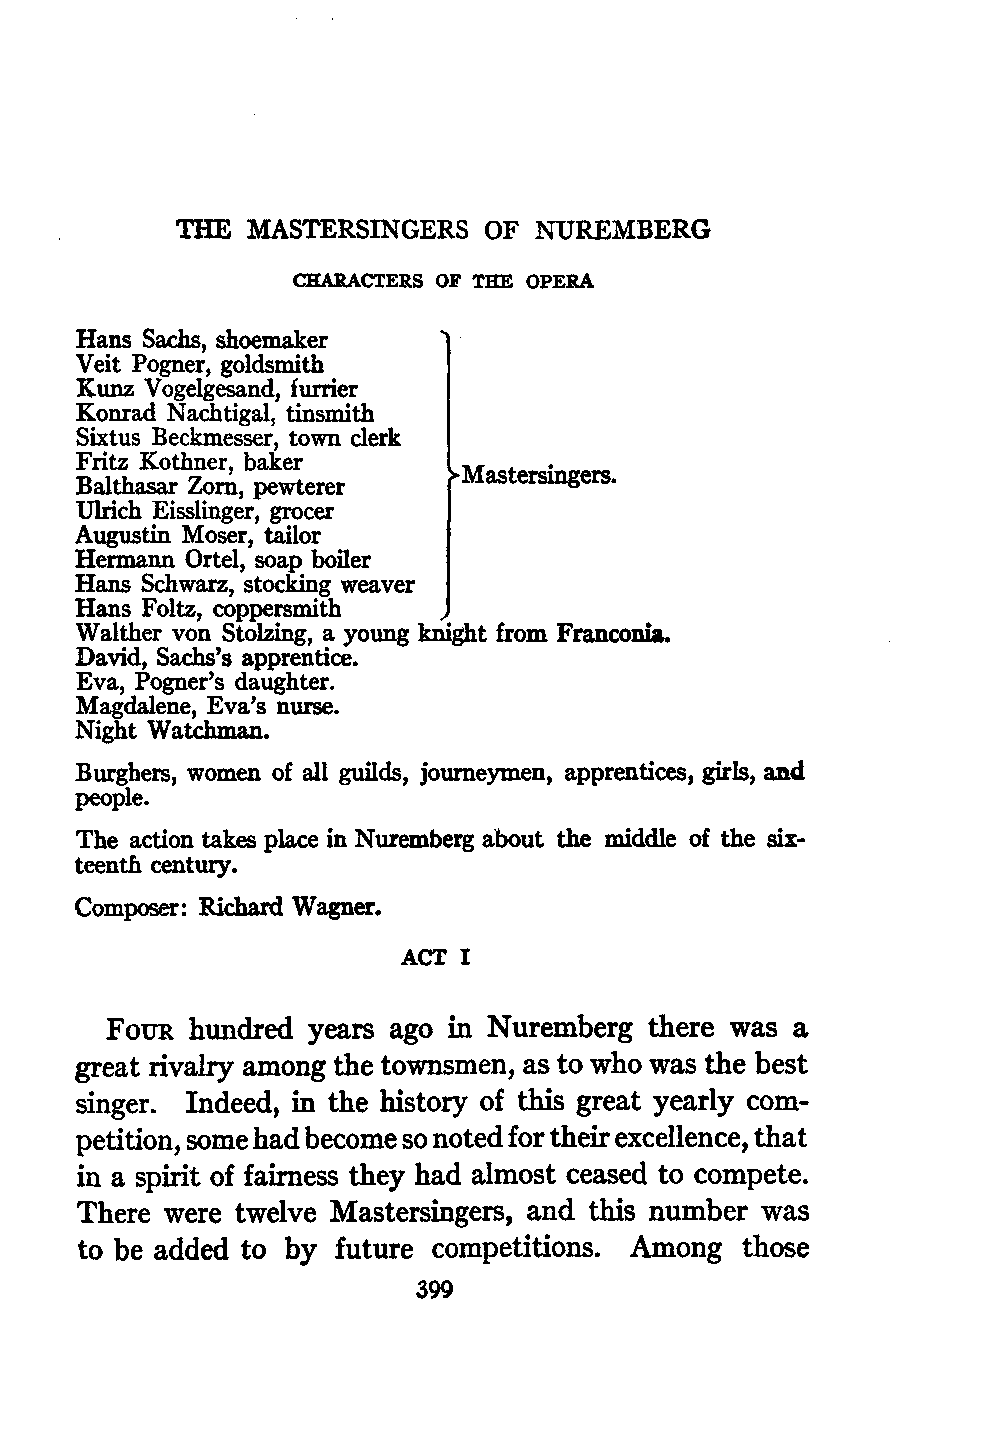 THE MASTERSINGERS OF NUREMBERG
CHARACTERS OF THE OPERA
Hans Sachs, shoemaker
Veit Pogner, goldsmith
Kunz Vogelgesand, furrier
Konrad Nachtigal, tinsmith
Sixtus Beckmesser, town clerk
Fritz Kothner, baker
Balthasar Zorn, pewterer
Ulrich Eisslinger, grocer
Augustin Moser, tailor
Hermann Ortel, soap boiler
Hans Schwarz, stocking weaver
Hans Foltz, coppersmith
Mastersingers.
Walther von Stolzing, a young knight from Franconia.
David, Sachs's apprentice.
Eva, Pogner's daughter.
Magdalene, Eva's nurse.
Night Watchman.
Burghers, women of all guilds, journeymen, apprentices, girls, and
people.
The action takes place in Nuremberg about the middle of the six-
teenth century.
Composer: Richard Wagner.
ACT I
FOUR hundred years ago in Nuremberg there was a
great rivalry among the townsmen, as to who was the best
singer. Indeed, in the history of this great yearly com-
petition, some had become so noted for their excellence, that
in a spirit of fairness they had almost ceased to compete.
There were twelve Mastersingers, and this number was
to be added to by future competitions. Among those
399